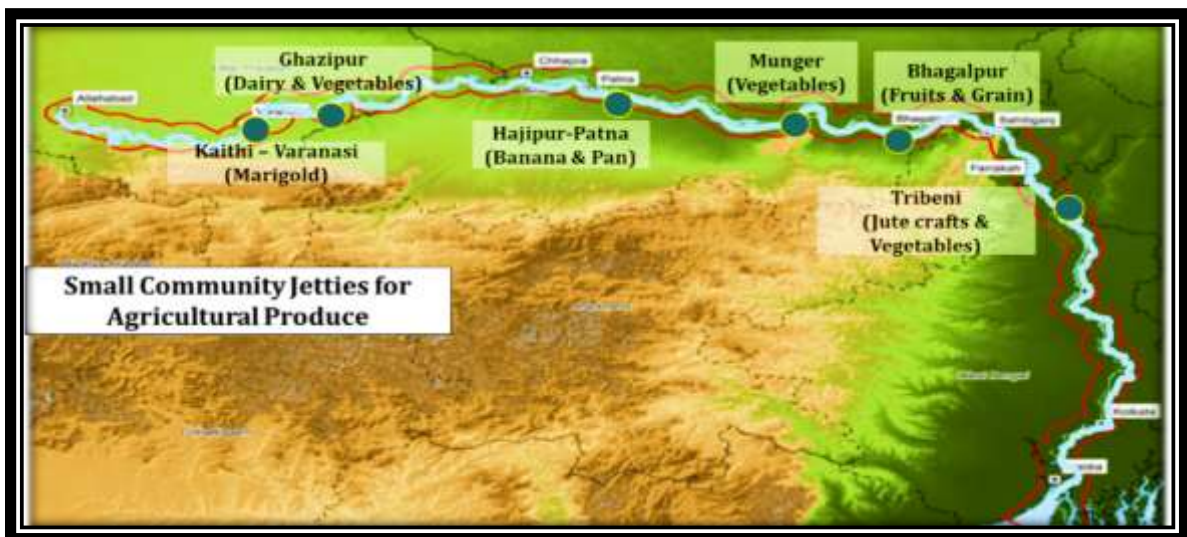 Ghazipur
(Dairy & Vegetables)
Chhapra
Munger
(Vegetables)
Bhagalpur
(Fruits & Grain)
Allahabad
Patna
Sahibganj
Kaithi – Varanasi
(Marigold)
Hajipur-Patna
(Banana & Pan)
Farrakah
Tribeni
(Jute crafts &
Vegetables)
Small Community Jetties for
Agricultural Produce
Kolkata